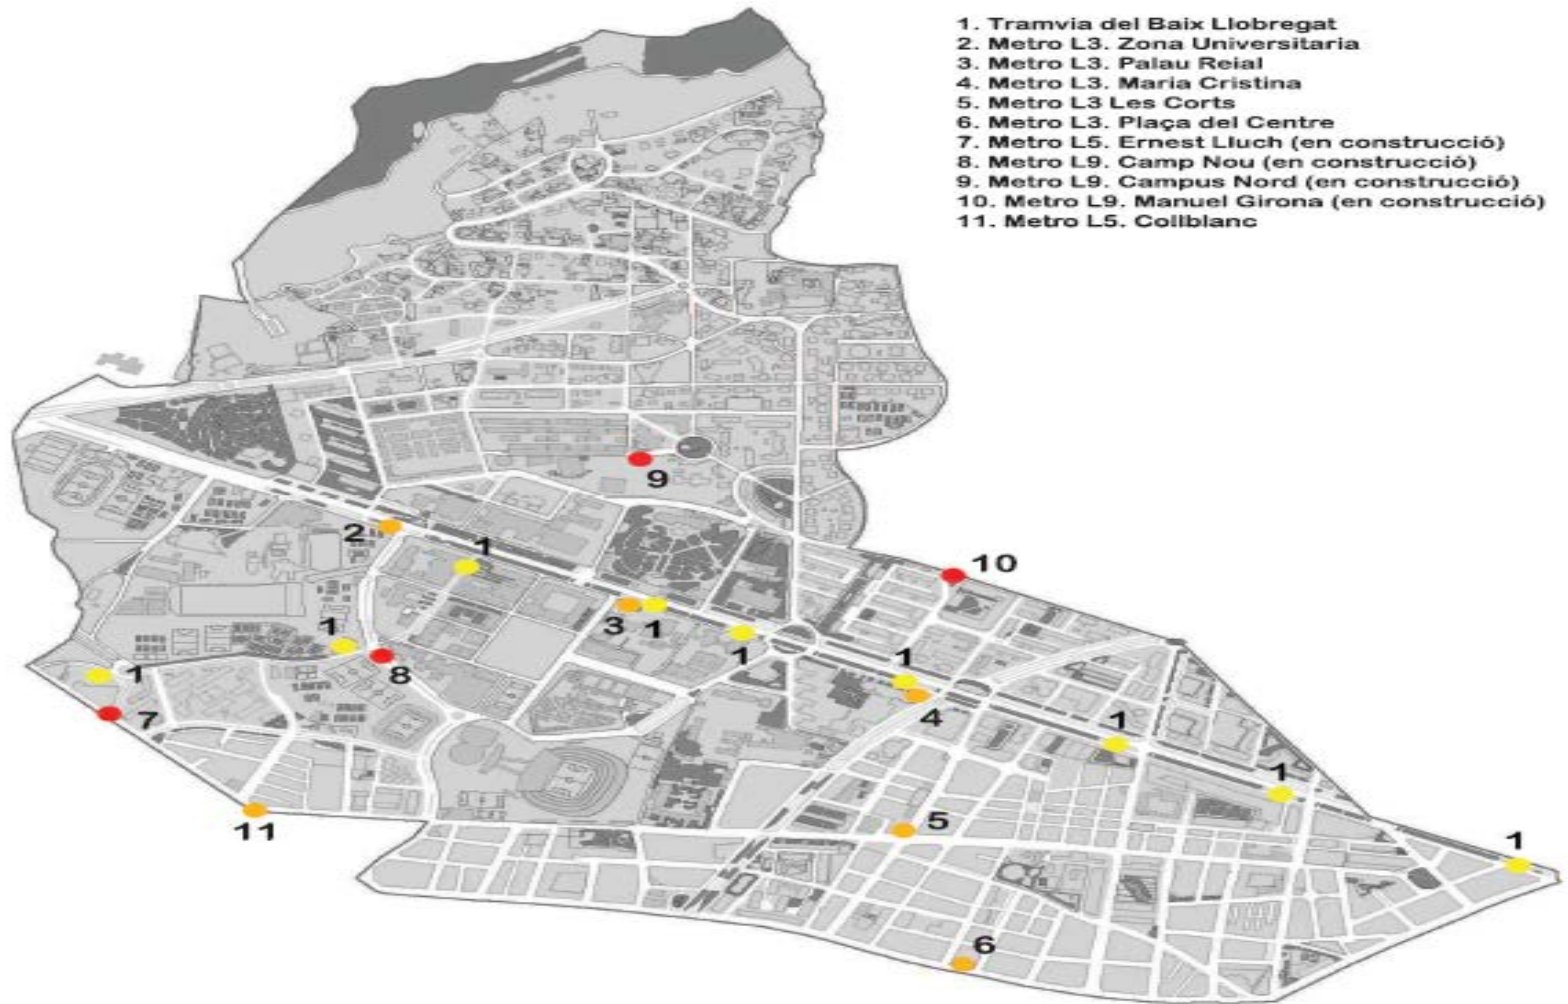 1. Tramvia del Baix Llobregat
2. Metro L3. Zona Universitaria
3. Metro L3. Palau Reial
4. Metro L3. Maria Cristina
5. Metro L3 Les Corts
6. Metro L3. Plaça del Centre
7. Metro L5. Ernest Lluch (en construcció)
8. Metro L9. Camp Nou (en construcció)
9. Metro L9. Campus Nord (en construcció)
10. Metro L9. Manuel Girona (en construcció)
11. Metro L5. Collblanc
9
2
1
10
3
1
1
1
8
1
1
4
7
1
1
11
5
1
6